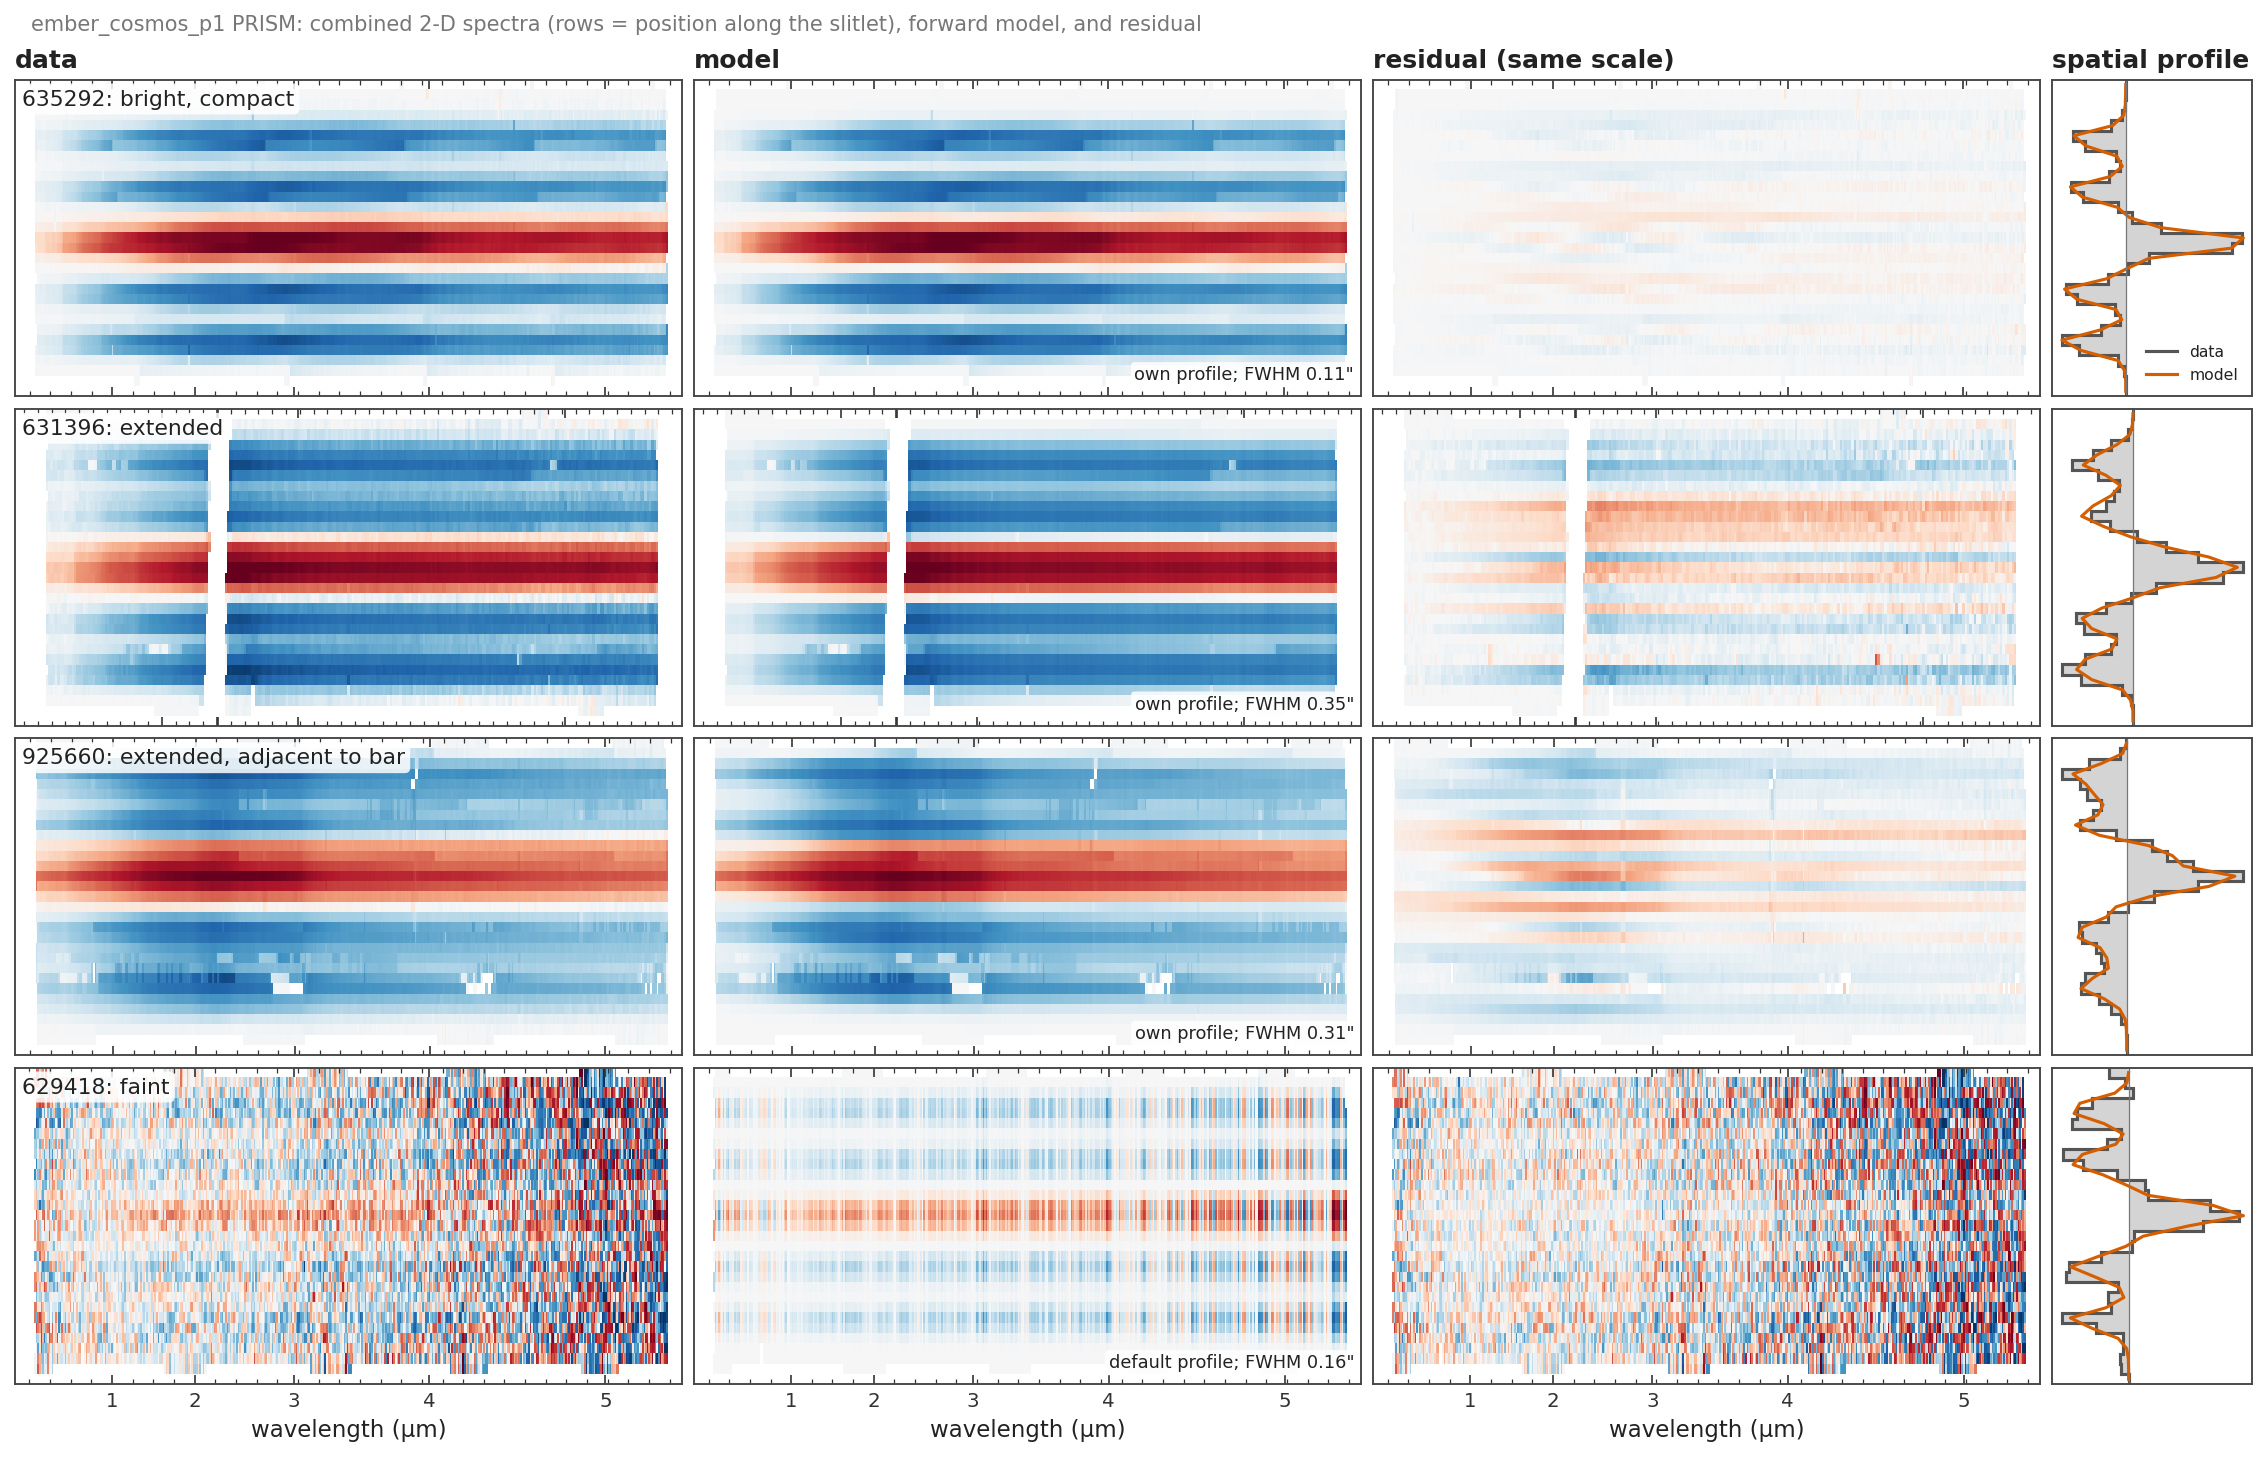 ember_cosmos_p1 PRISM: combined 2-D spectra (rows = position along the slitlet), forward model, and residual
data
model
residual (same scale)
spatial profile
635292: bright, compact
own profile; FWHM 0.11"
data
model
631396: extended
own profile; FWHM 0.35"
925660: extended, adjacent to bar
own profile; FWHM 0.31"
629418: faint
default profile; FWHM 0.16"
1 2 3 4 5
1 2 3 4 5
1 2 3 4 5
wavelength (µm)
wavelength (µm)
wavelength (µm)